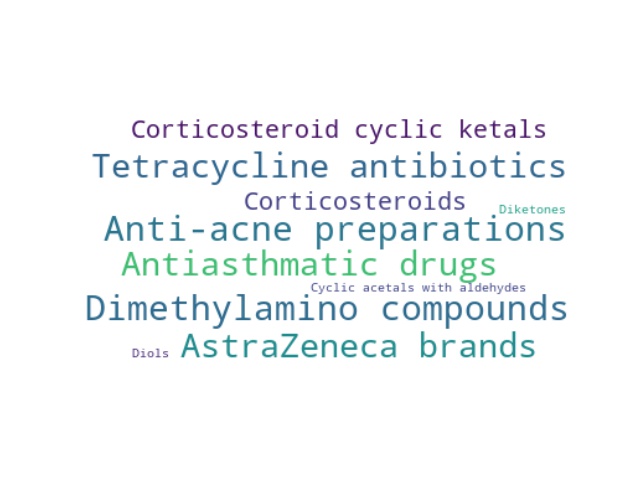 Corticosteroid cyclic ketals
Tetracycline antibiotics
Corticosteroids
Diketones
Anti-acne preparations
Antiasthmatic drugs
Cyclic acetals with aldehydes
Dimethylamino compounds
Diols
AstraZeneca brands